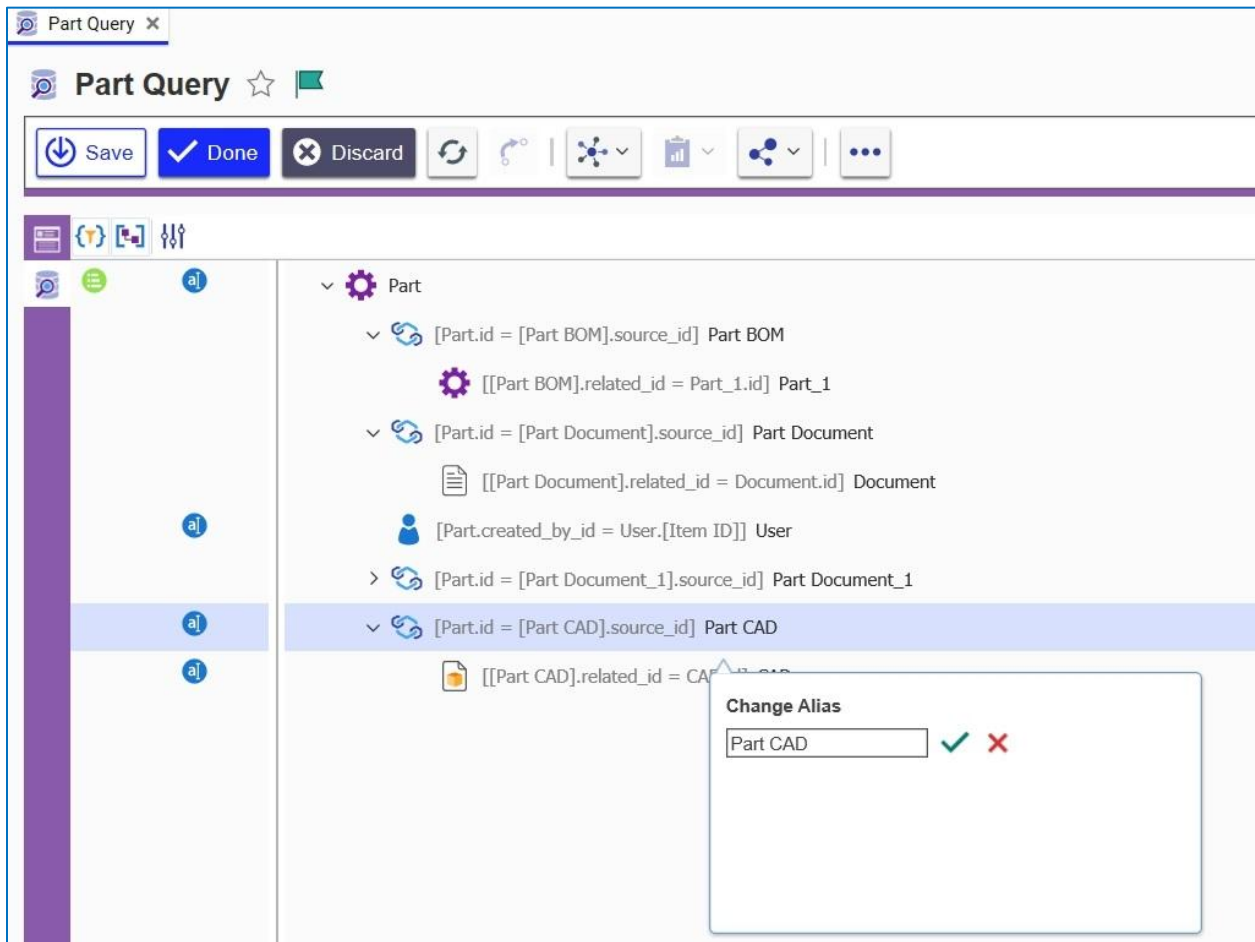 Part Query
Part Query
Save Done Discard
Part
[Part.id = [Part BOM].source_id] Part BOM
[[Part BOM].related_id = Part_1.id] Part_1
[Part.id = [Part Document].source_id] Part Document
[[Part Document].related_id = Document.id] Document
[Part.created_by_id = User.[Item ID]] User
[Part.id = [Part Document_1].source_id] Part Document_1
[Part.id = [Part CAD].source_id] Part CAD
[[Part CAD].related_id =
Change Alias
Part CAD